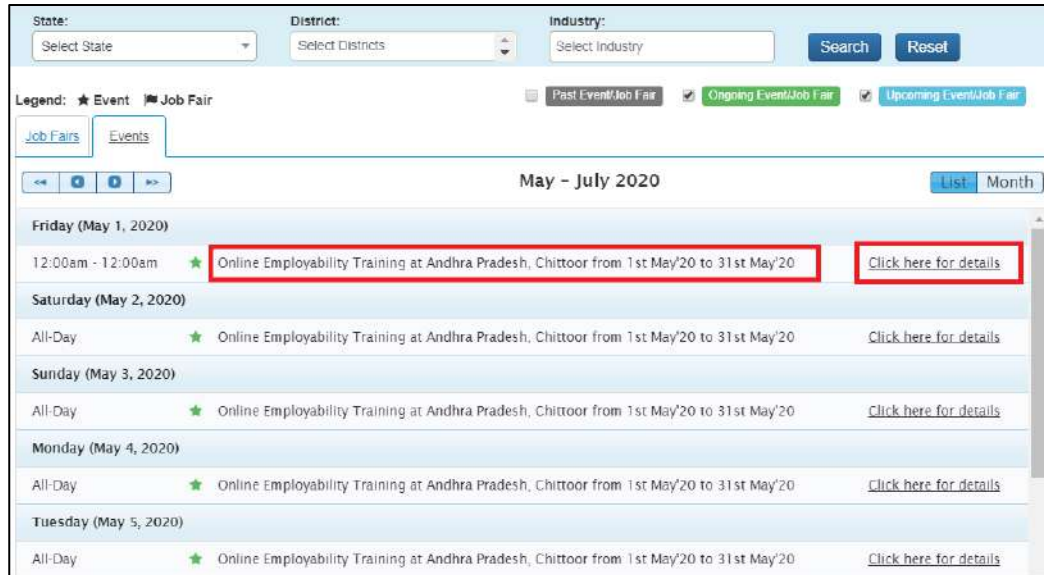 State: District: Industry:
Select State Select Districts Select Industry Search Reset
Legend: ★ Event Job Fair Past Event/Job Fair Ongoing Event/Job Fair Upcoming Event/Job Fair
Job Fairs Events
May - July 2020 List Month
Friday (May 1, 2020)
12:00am - 12:00am Online Employability Training at Andhra Pradesh, Chittoor from 1st May'20 to 31st May'20 Click here for details
Saturday (May 2, 2020)
All-Day Online Employability Training at Andhra Pradesh, Chittoor from 1st May'20 to 31st May'20 Click here for details
Sunday (May 3, 2020)
All-Day Online Employability Training at Andhra Pradesh, Chittoor from 1st May'20 to 31st May'20 Click here for details
Monday (May 4, 2020)
All-Day Online Employability Training at Andhra Pradesh, Chittoor from 1st May'20 to 31st May'20 Click here for details
Tuesday (May 5, 2020)
All-Day Online Employability Training at Andhra Pradesh, Chittoor from 1st May'20 to 31st May'20 Click here for details